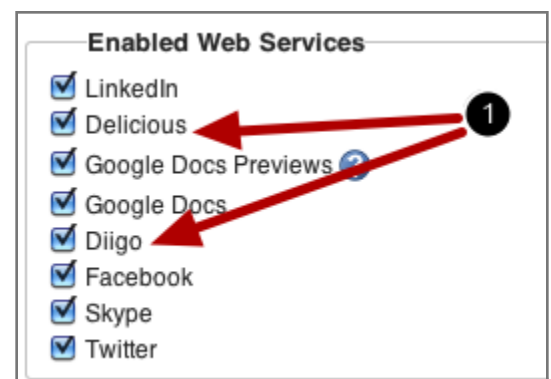 Enabled Web Services
LinkedIn
Delicious
1
Google Docs Previews ?
Google Docs
Diigo
Facebook
Skype
Twitter